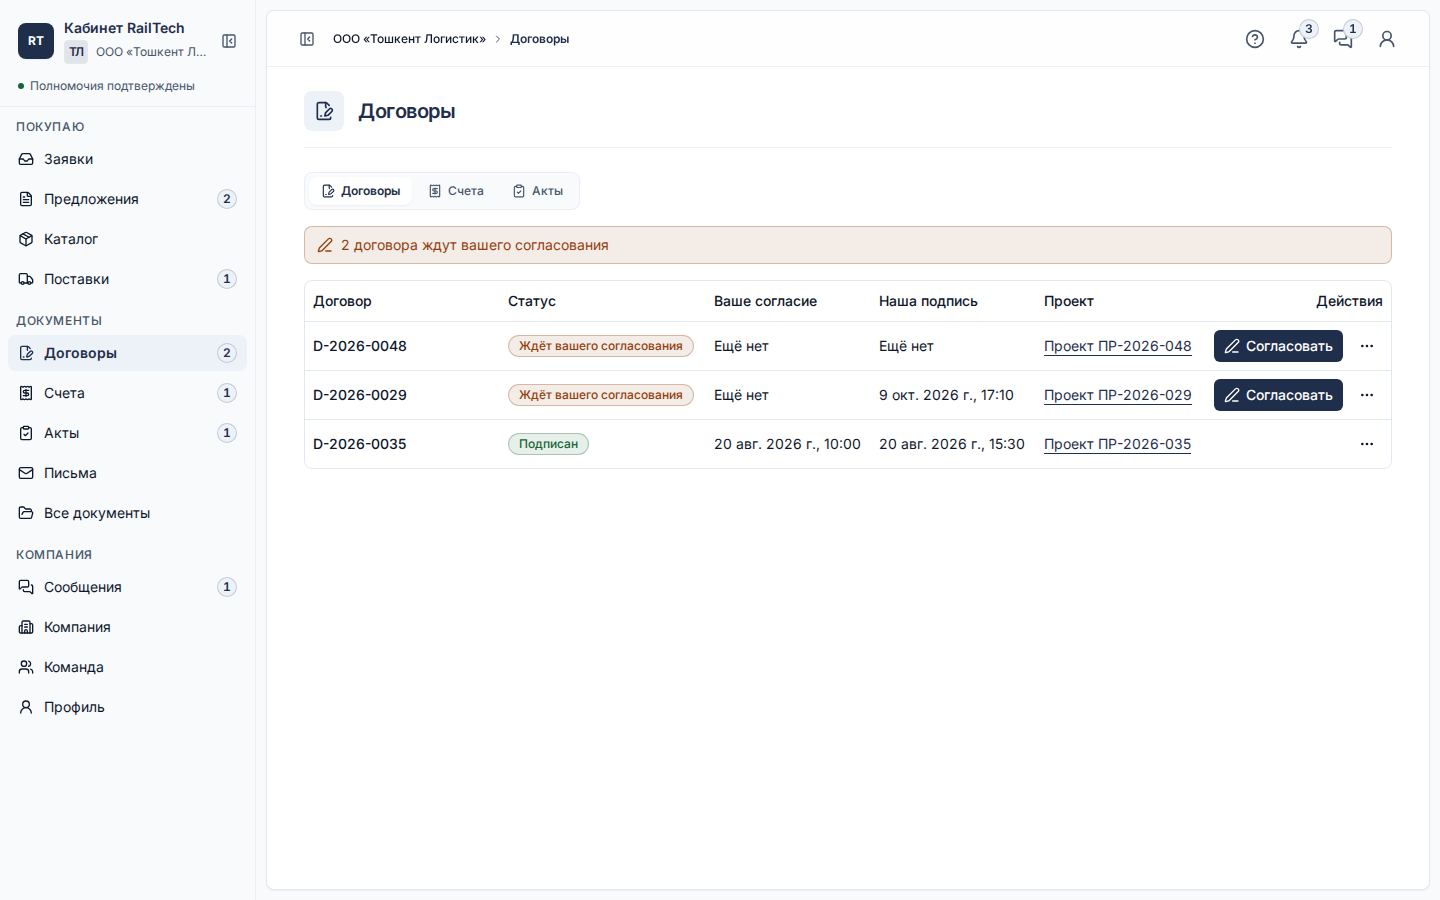 RT
Кабинет RailTech
ТЛ ООО «Тошкент Л...
Полномочия подтверждены
ПОКУПАЮ
Заявки
Предложения 2
Каталог
Поставки 1
ДОКУМЕНТЫ
Договоры 2
Счета 1
Акты 1
Письма
Все документы
КОМПАНИЯ
Сообщения 1
Компания
Команда
Профиль
ООО «Тошкент Логистик» › Договоры
3 1
Договоры
Договоры Счета Акты
2 договора ждут вашего согласования
Договор Статус Ваше согласие Наша подпись Проект Действия
D-2026-0048 Ждёт вашего согласования Ещё нет Ещё нет Проект ПР-2026-048 Согласовать
D-2026-0029 Ждёт вашего согласования Ещё нет 9 окт. 2026 г., 17:10 Проект ПР-2026-029 Согласовать
D-2026-0035 Подписан 20 авг. 2026 г., 10:00 20 авг. 2026 г., 15:30 Проект ПР-2026-035